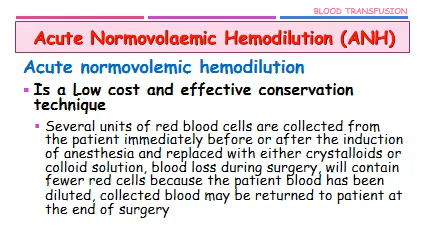 BLOOD TRANSFUSION
Acute Normovolaemic Hemodilution (ANH)
Acute normovolemic hemodilution
▪ Is a Low cost and effective conservation
technique
▪ Several units of red blood cells are collected from
the patient immediately before or after the induction
of anesthesia and replaced with either crystalloids or
colloid solution, blood loss during surgery, will contain
fewer red cells because the patient blood has been
diluted, collected blood may be returned to patient at
the end of surgery